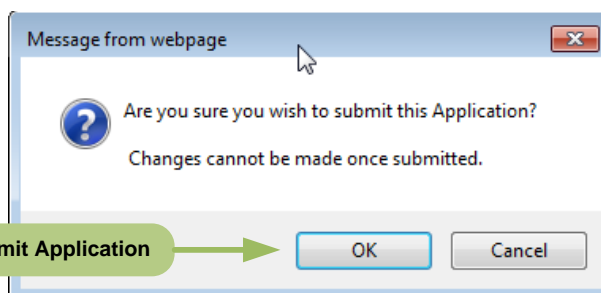 Message from webpage
Are you sure you wish to submit this Application?
Changes cannot be made once submitted.
Application
OK
Cancel